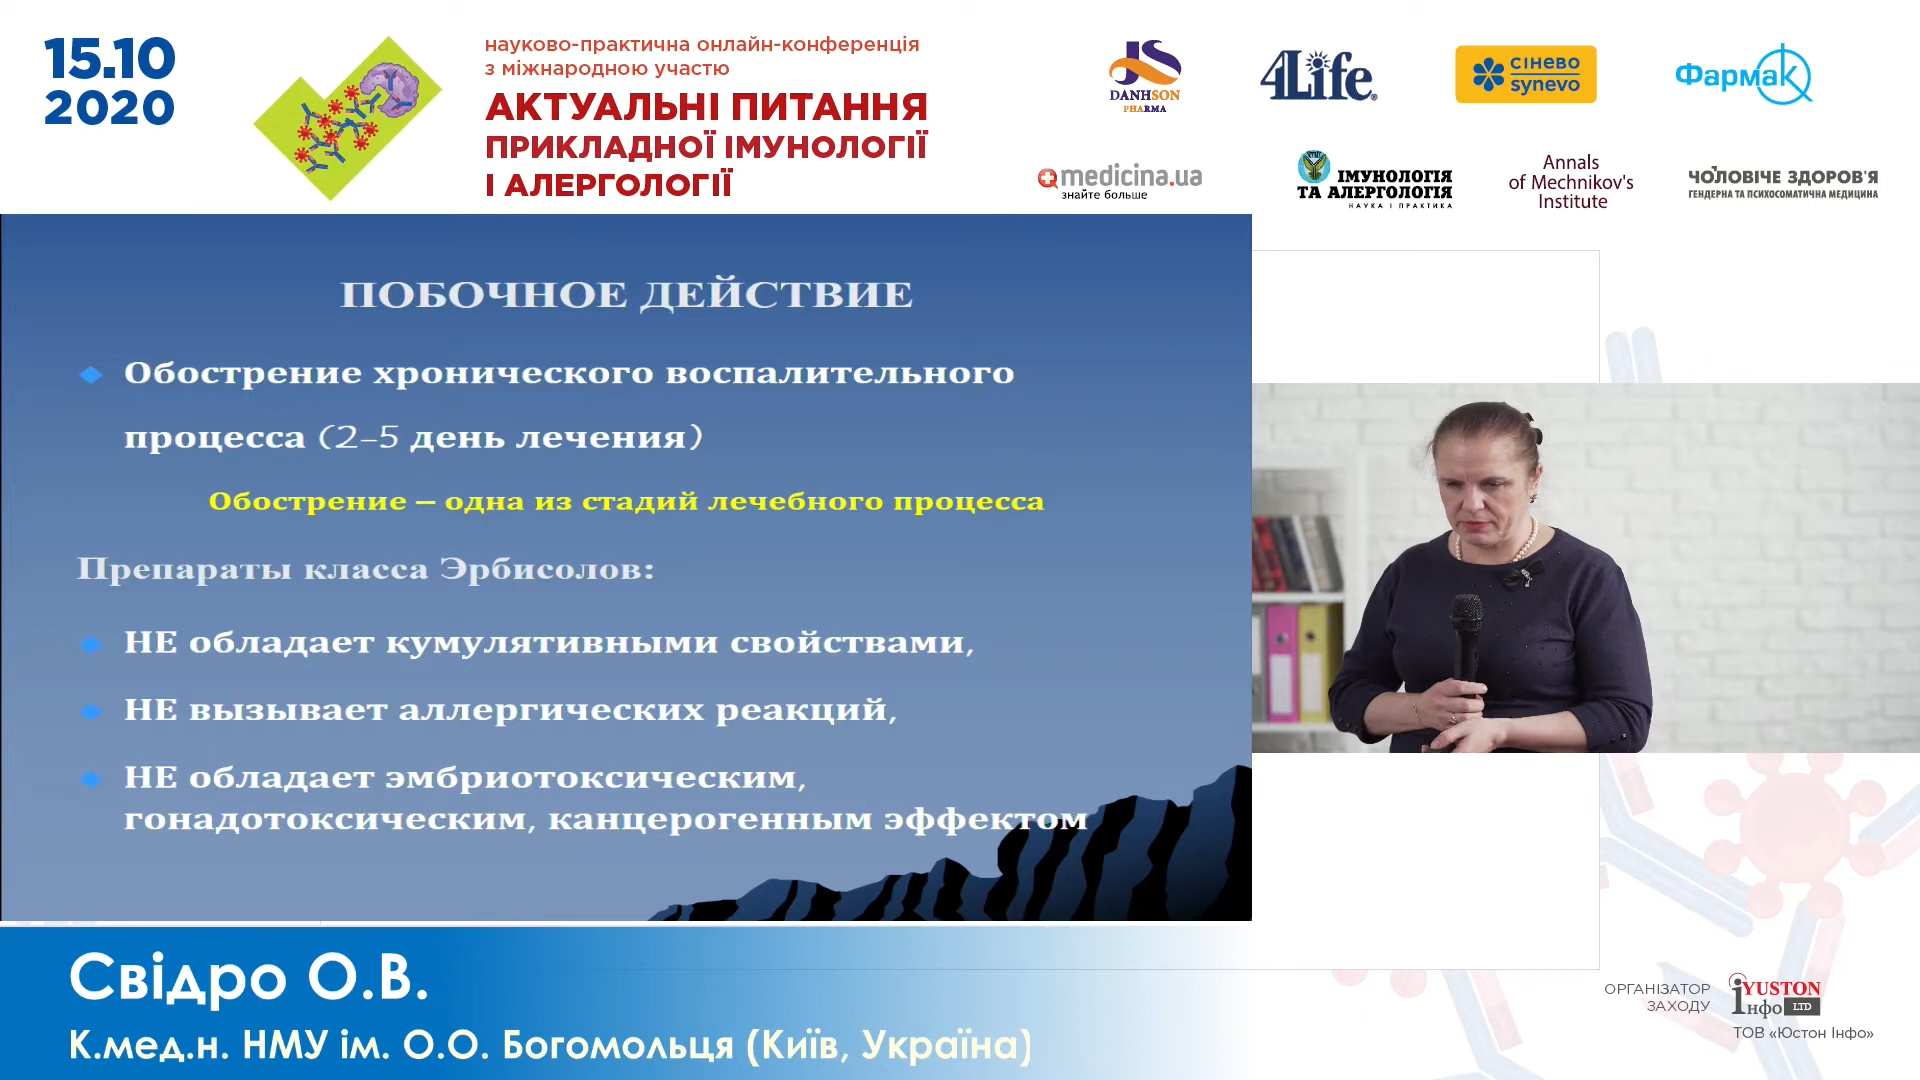 15.10
2020
науково-практична онлайн-конференція
з міжнародною участю
АКТУАЛЬНІ ПИТАННЯ
ПРИКЛАДНОЇ ІМУНОЛОГІЇ
І АЛЕРГОЛОГІЇ
DANHSON
PHARMA
4Life®
СІНЕВО
synevo
Фармак
medicina.ua
знайте больше
ІМУНОЛОГІЯ
ТА АЛЕРГОЛОГІЯ
НАУКА І ПРАКТИКА
Annals
of Mechnikov's
Institute
ЧОЛОВІЧЕ ЗДОРОВ'Я
ГЕНДЕРНА ТА ПСИХОСОМАТИЧНА МЕДИЦИНА
ПОБОЧНОЕ ДЕЙСТВИЕ
Обострение хронического воспалительного
процесса (2-5 день лечения)
Обострение – одна из стадий лечебного процесса
Препараты класса Эрбисолов:
НЕ обладает кумулятивными свойствами,
НЕ вызывает аллергических реакций,
НЕ обладает эмбриотоксическим,
гонадотоксическим, канцерогенным эффектом
Свідро О.В.
К.мед.н. НМУ ім. О.О. Богомольця (Київ, Україна)
ОРГАНІЗАТОР
ЗАХОДУ
YUSTON
Інфо LTD
ТОВ «Юстон Інфо»